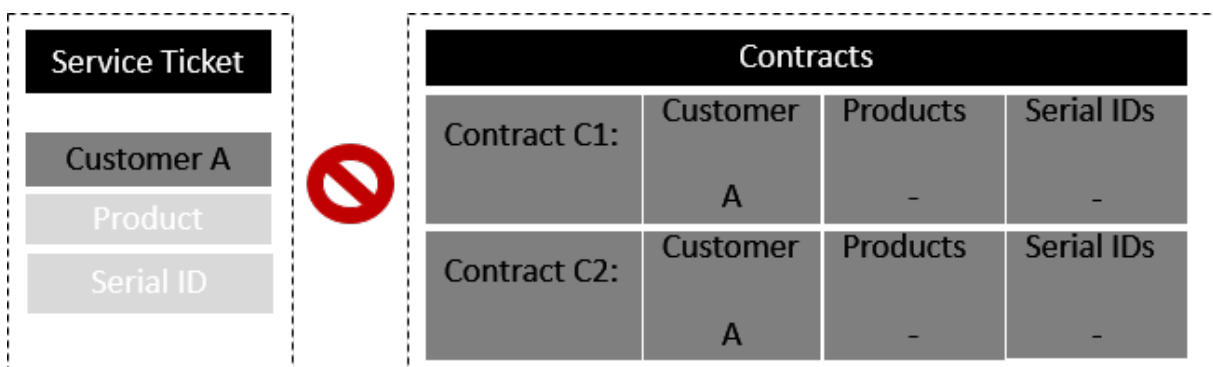 Service Ticket
Customer A
Product
Serial ID
Contracts
Contract C1:
Customer Products Serial IDs
A - -
Contract C2:
Customer Products Serial IDs
A - -